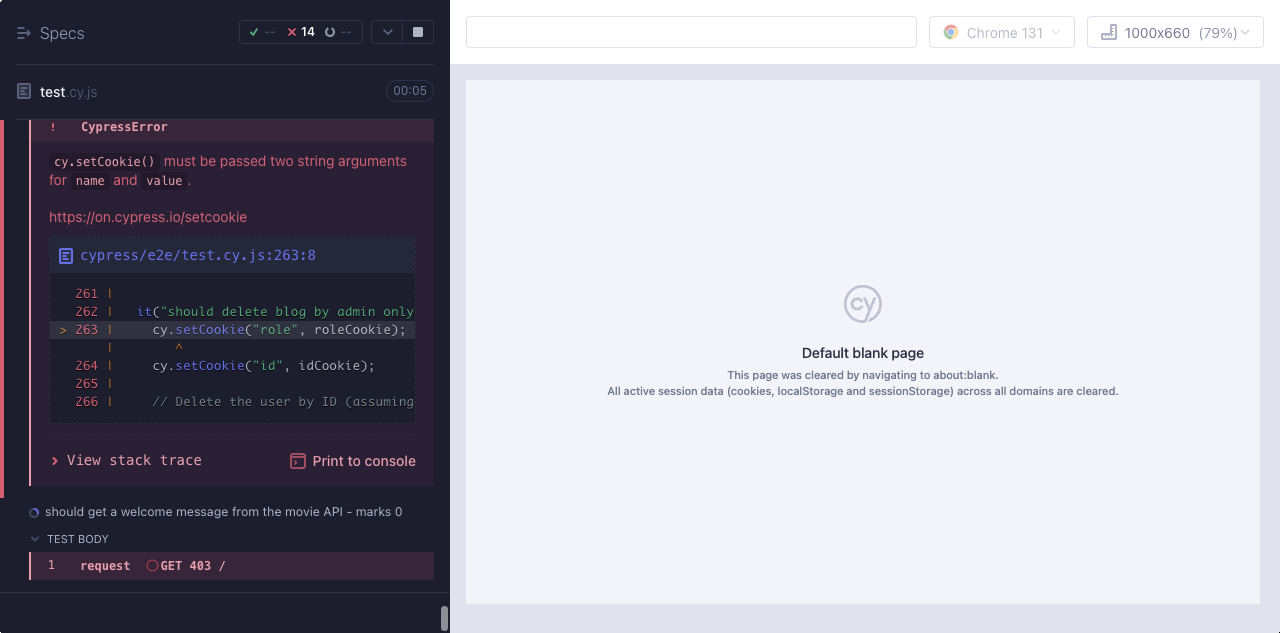 Specs
-- 14 --
Chrome 131
1000x660 (79%)
test.cy.js
00:05
! CypressError
cy.setCookie() must be passed two string arguments
for name and value.
https://on.cypress.io/setcookie
cypress/e2e/test.cy.js:263:8
261 |
262 | it("should delete blog by admin only
> 263 | cy.setCookie("role", roleCookie);
| ^
264 | cy.setCookie("id", idCookie);
265 |
266 | // Delete the user by ID (assuming
> View stack trace
Print to console
should get a welcome message from the movie API - marks 0
TEST BODY
1 request GET 403 /
cy
Default blank page
This page was cleared by navigating to about:blank.
All active session data (cookies, localStorage and sessionStorage) across all domains are cleared.